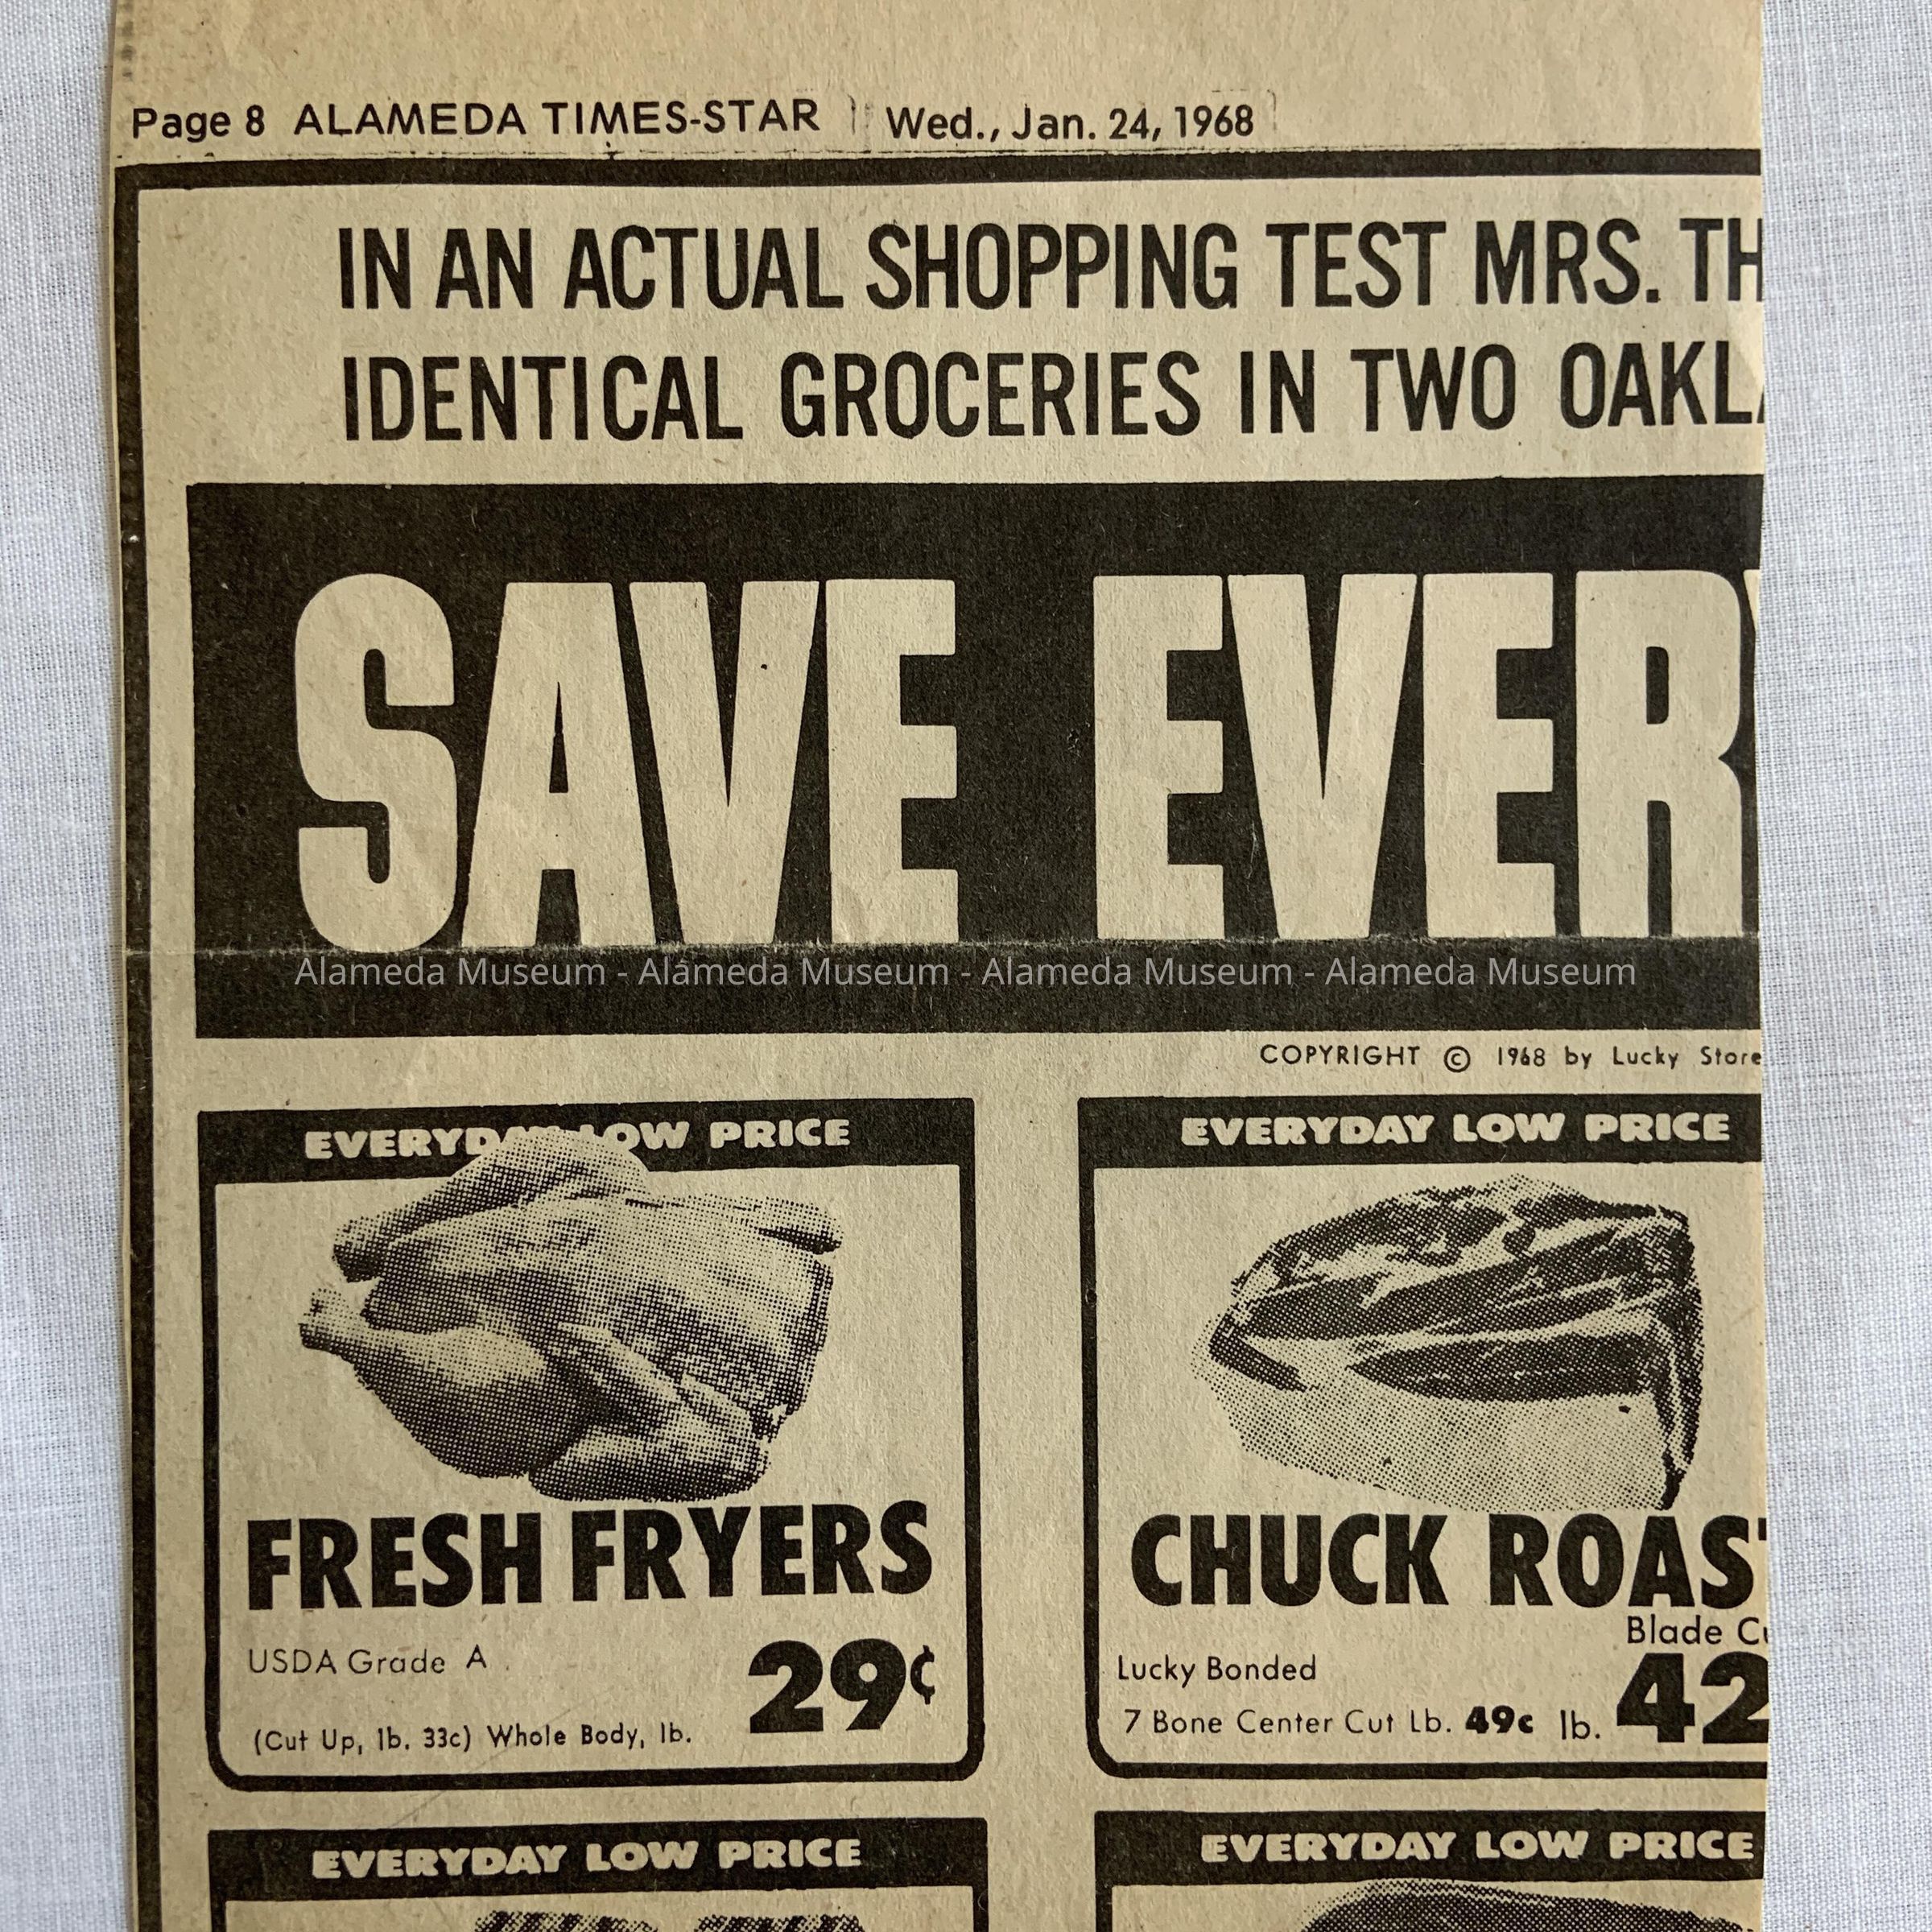 Page 8 ALAMEDA TIMES-STAR Wed., Jan. 24, 1968
IN AN ACTUAL SHOPPING TEST MRS. TH
IDENTICAL GROCERIES IN TWO OAKL
SAVE EVERY
Alameda Museum - Alameda Museum - Alameda Museum - Alameda Museum
COPYRIGHT © 1968 by Lucky Store
EVERYDAY LOW PRICE
FRESH FRYERS
USDA Grade A
29¢
(Cut Up, lb. 33c) Whole Body, lb.
EVERYDAY LOW PRICE
CHUCK ROAST
Blade Cu
Lucky Bonded
7 Bone Center Cut Lb. 49c lb. 42
EVERYDAY LOW PRICE
EVERYDAY LOW PRICE